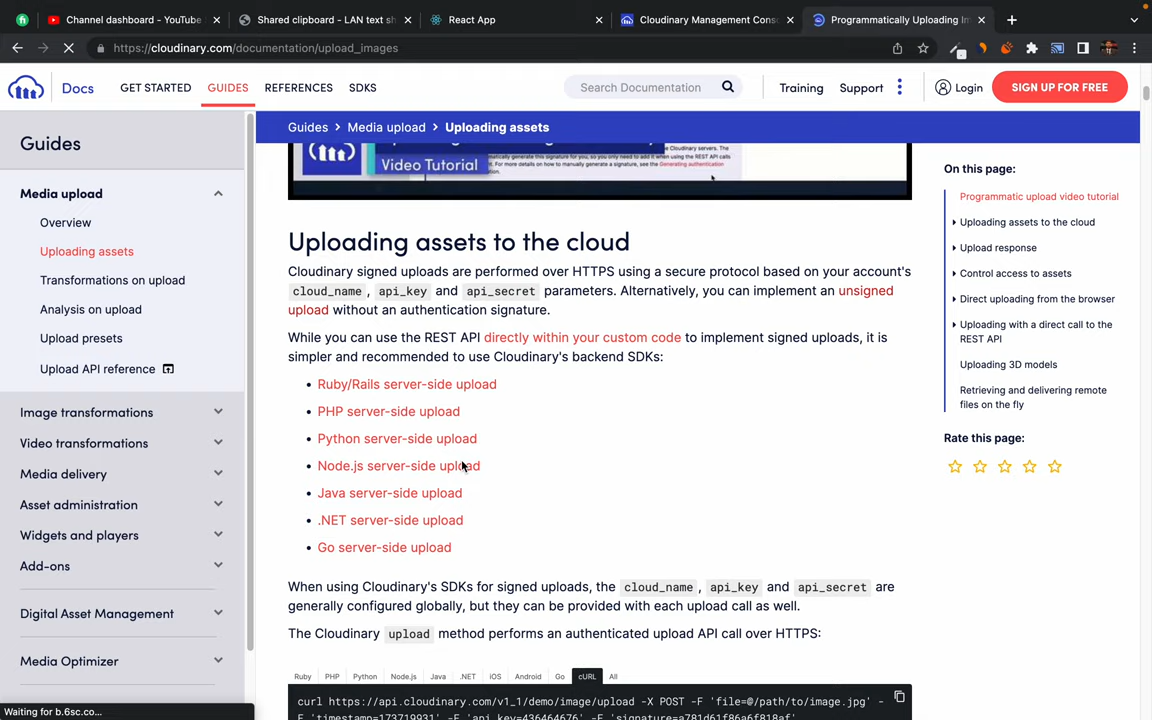 Channel dashboard - YouTube
Shared clipboard - LAN text sh
React App
Cloudinary Management Conso
Programmatically Uploading Im
https://cloudinary.com/documentation/upload_images
Docs
GET STARTED
GUIDES
REFERENCES
SDKS
Search Documentation
Training
Support
Login
SIGN UP FOR FREE
Guides
Guides > Media upload > Uploading assets
Media upload
Overview
Uploading assets
Transformations on upload
Analysis on upload
Upload presets
Upload API reference
Image transformations
Video transformations
Media delivery
Asset administration
Widgets and players
Add-ons
Digital Asset Management
Media Optimizer
Waiting for b.6sc.co...
Video Tutorial
Uploading assets to the cloud
Cloudinary signed uploads are performed over HTTPS using a secure protocol based on your account's
cloud_name, api_key and api_secret parameters. Alternatively, you can implement an unsigned
upload without an authentication signature.
While you can use the REST API directly within your custom code to implement signed uploads, it is
simpler and recommended to use Cloudinary's backend SDKs:
• Ruby/Rails server-side upload
• PHP server-side upload
• Python server-side upload
• Node.js server-side upload
• Java server-side upload
• .NET server-side upload
• Go server-side upload
When using Cloudinary's SDKs for signed uploads, the cloud_name, api_key and api_secret are
generally configured globally, but they can be provided with each upload call as well.
The Cloudinary upload method performs an authenticated upload API call over HTTPS:
Ruby PHP Python Node.js Java .NET iOS Android Go cURL All
curl https://api.cloudinary.com/v1_1/demo/image/upload -X POST -F 'file=@/path/to/image.jpg' -
F 'timestamp=173719931' -F 'api_key=436464676' -F 'signature=a781d61f86a6f818af'
On this page:
Programmatic upload video tutorial
Uploading assets to the cloud
Upload response
Control access to assets
Direct uploading from the browser
Uploading with a direct call to the
REST API
Uploading 3D models
Retrieving and delivering remote
files on the fly
Rate this page: